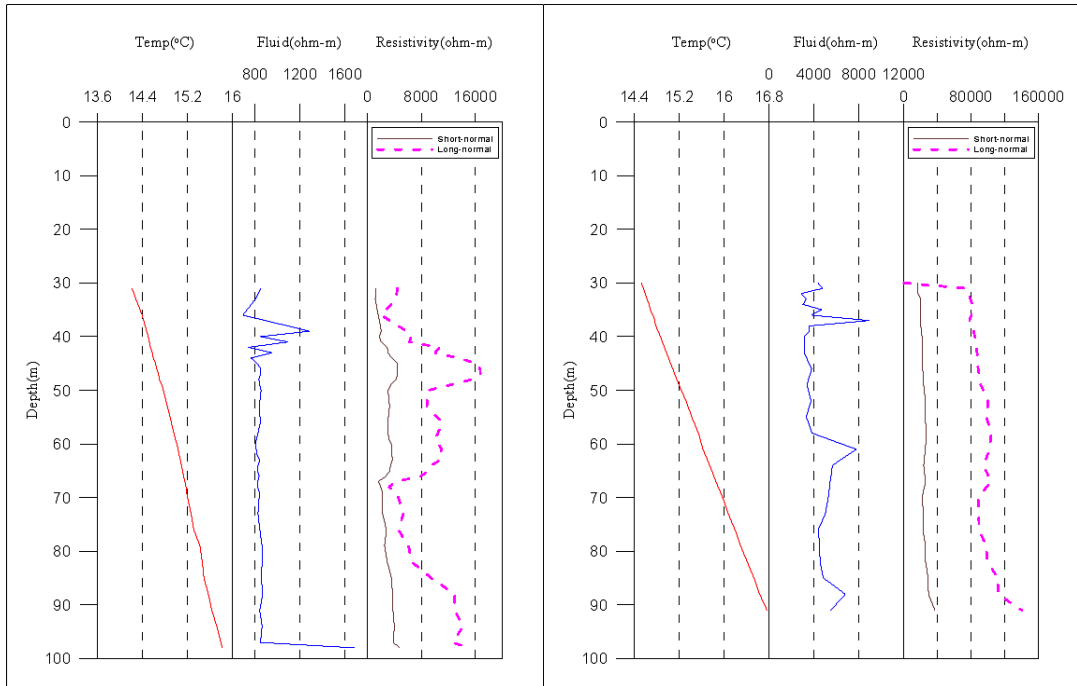 Temp(ºC) Fluid(ohm-m) Resistivity(ohm-m)
800 1200 1600
13.6 14.4 15.2 16 0 8000 16000
Short-normal
Long-normal
0
10
20
30
40
50
60
70
80
90
100
Depth(m)
Temp(ºC) Fluid(ohm-m) Resistivity(ohm-m)
0 4000 8000 12000
14.4 15.2 16 16.8 0 80000 160000
Short-normal
Long-normal
0
10
20
30
40
50
60
70
80
90
100
Depth(m)